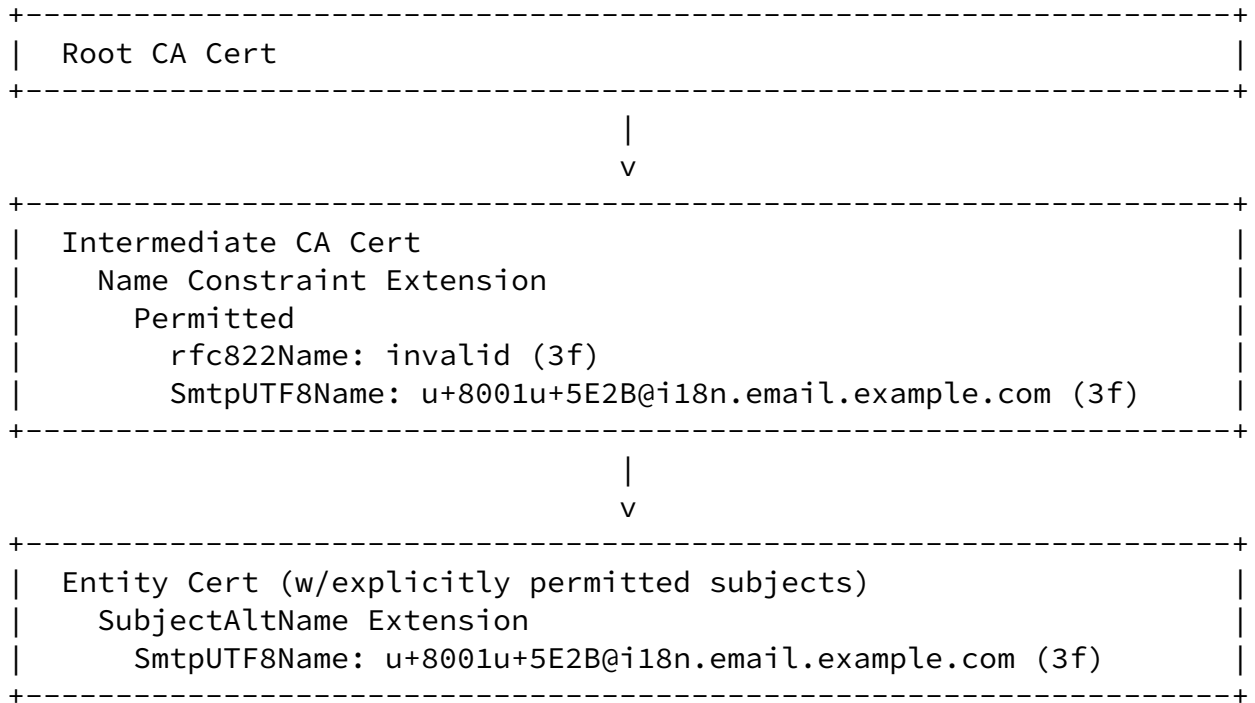 Root CA Cert
Intermediate CA Cert
Name Constraint Extension
Permitted
rfc822Name: invalid (3f)
SmtpUTF8Name: u+8001u+5E2B@i18n.email.example.com (3f)
Entity Cert (w/explicitly permitted subjects)
SubjectAltName Extension
SmtpUTF8Name: u+8001u+5E2B@i18n.email.example.com (3f)